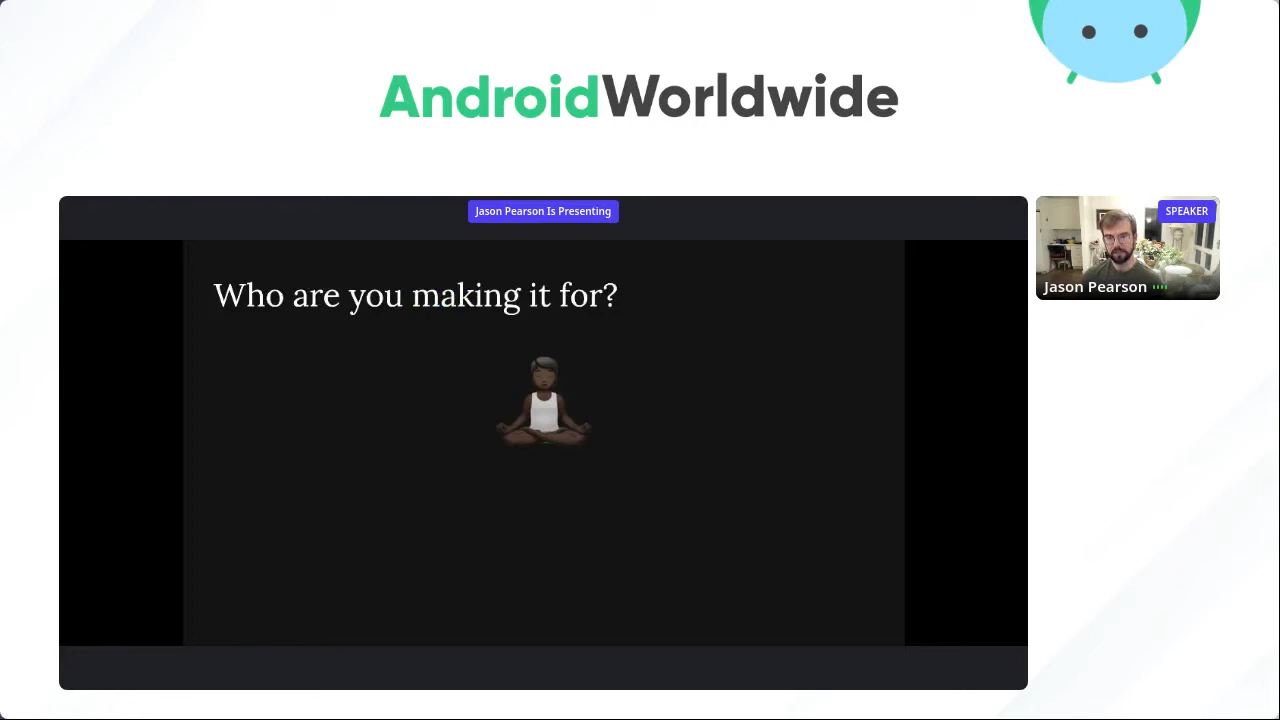 AndroidWorldwide
Jason Pearson Is Presenting
SPEAKER
Who are you making it for?
Jason Pearson